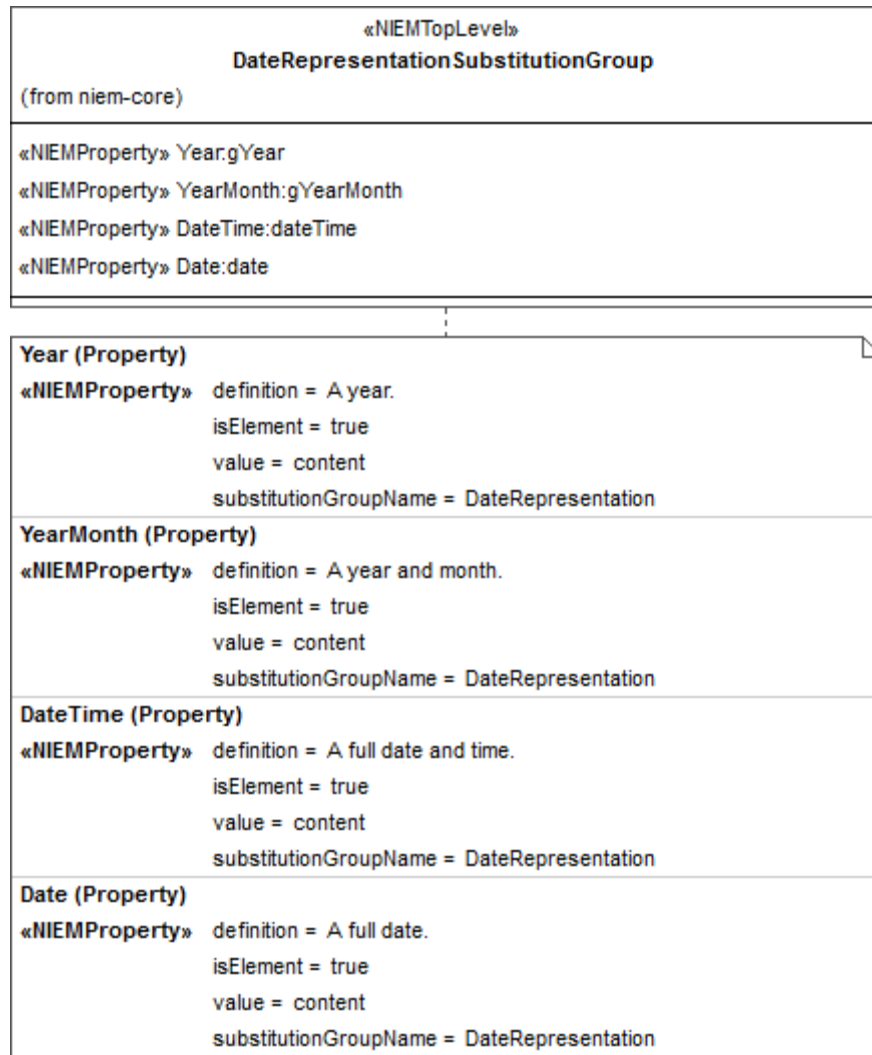 «NIEMTopLevel»
DateRepresentationSubstitutionGroup
(from niem-core)
«NIEMProperty» Year:gYear
«NIEMProperty» YearMonth:gYearMonth
«NIEMProperty» DateTime:dateTime
«NIEMProperty» Date:date
Year (Property)
«NIEMProperty» definition = A year.
isElement = true
value = content
substitutionGroupName = DateRepresentation
YearMonth (Property)
«NIEMProperty» definition = A year and month.
isElement = true
value = content
substitutionGroupName = DateRepresentation
DateTime (Property)
«NIEMProperty» definition = A full date and time.
isElement = true
value = content
substitutionGroupName = DateRepresentation
Date (Property)
«NIEMProperty» definition = A full date.
isElement = true
value = content
substitutionGroupName = DateRepresentation